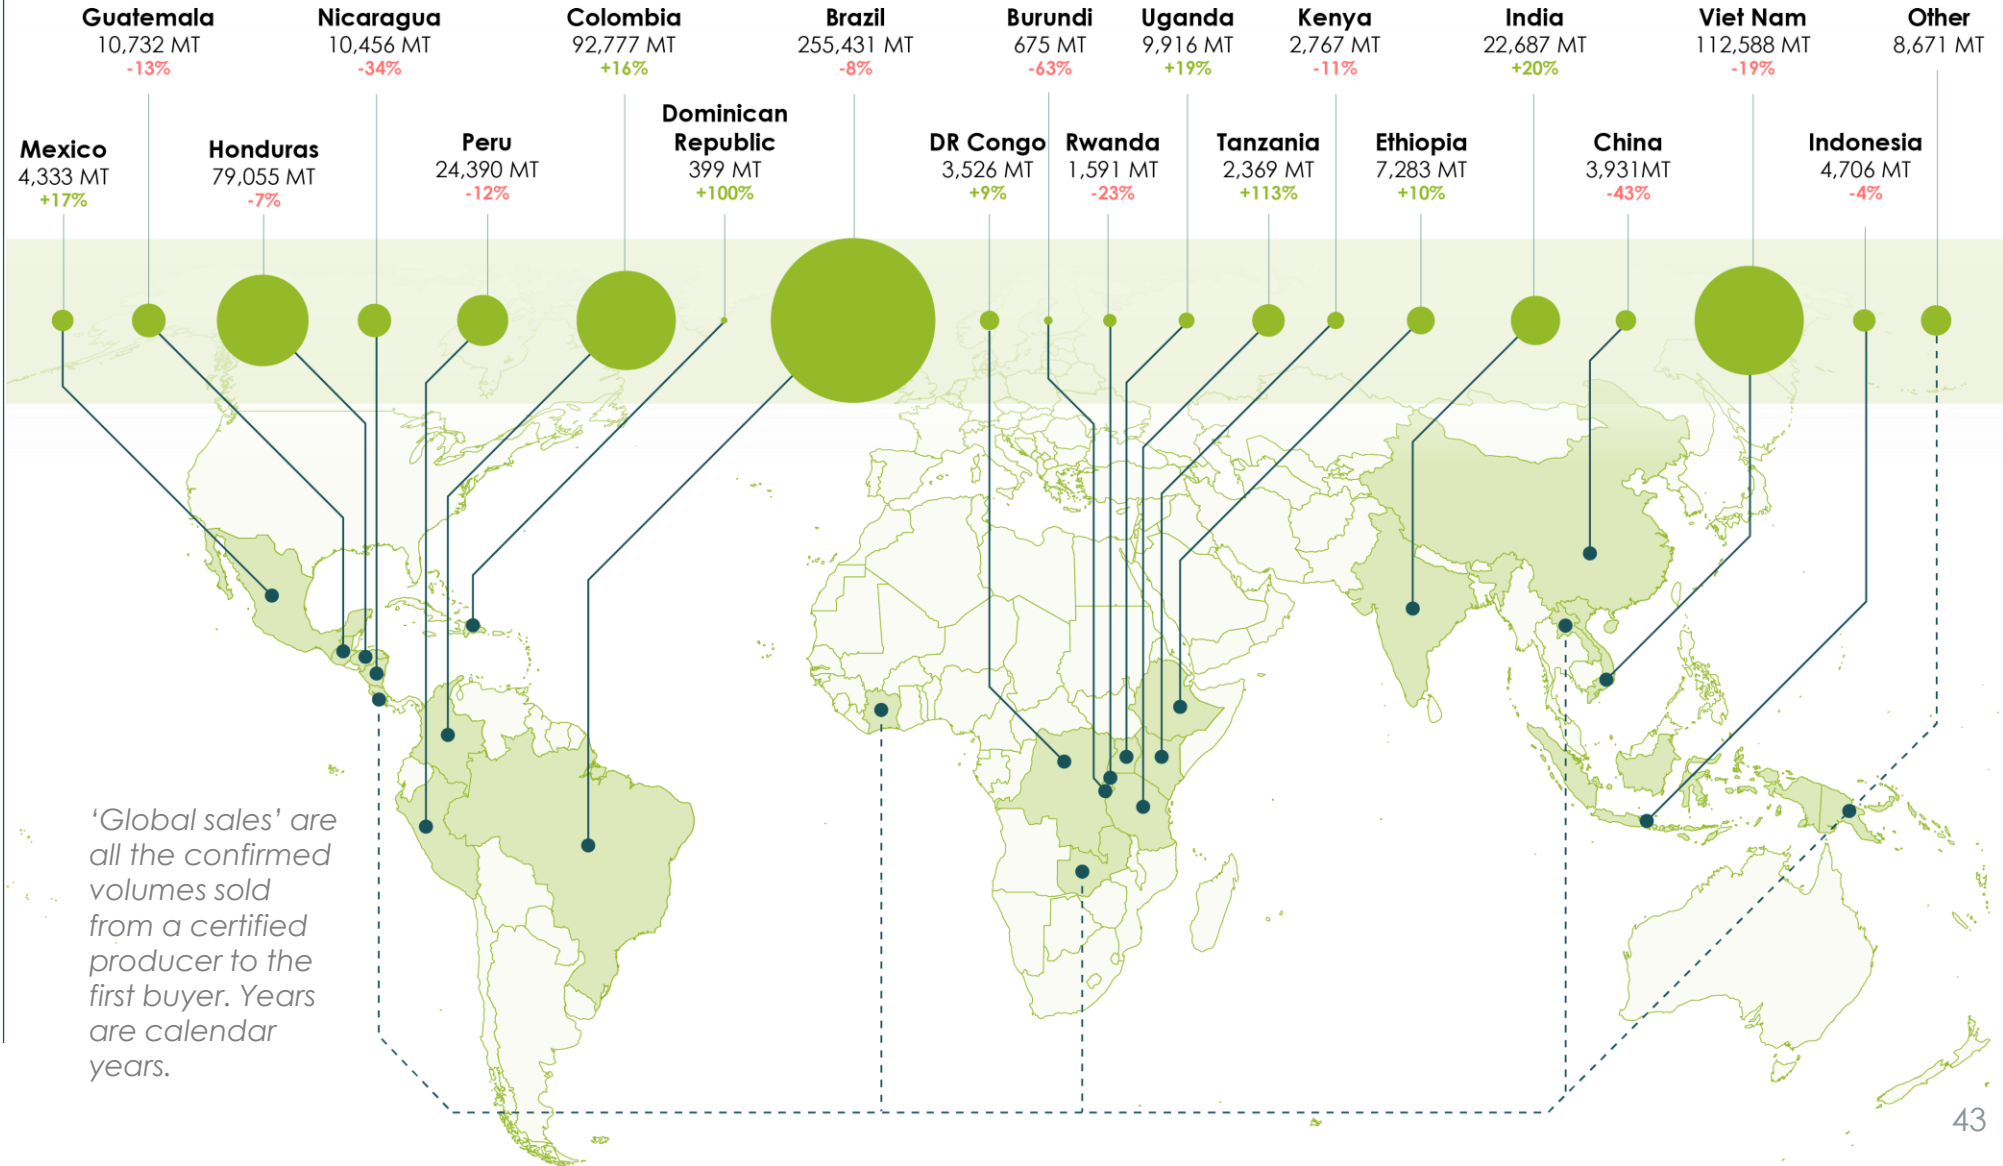 Guatemala
10,732 MT
-13%
Nicaragua
10,456 MT
-34%
Colombia
92,777 MT
+16%
Brazil
255,431 MT
-8%
Burundi
675 MT
-63%
Uganda
9,916 MT
+19%
Kenya
2,767 MT
-11%
India
22,687 MT
+20%
Viet Nam
112,588 MT
-19%
Other
8,671 MT
Mexico
4,333 MT
+17%
Honduras
79,055 MT
-7%
Peru
24,390 MT
-12%
Dominican
Republic
399 MT
+100%
DR Congo
3,526 MT
+9%
Rwanda
1,591 MT
-23%
Tanzania
2,369 MT
+113%
Ethiopia
7,283 MT
+10%
China
3,931MT
-43%
Indonesia
4,706 MT
-4%
‘Global sales’ are
all the confirmed
volumes sold
from a certified
producer to the
first buyer. Years
are calendar
years.
43